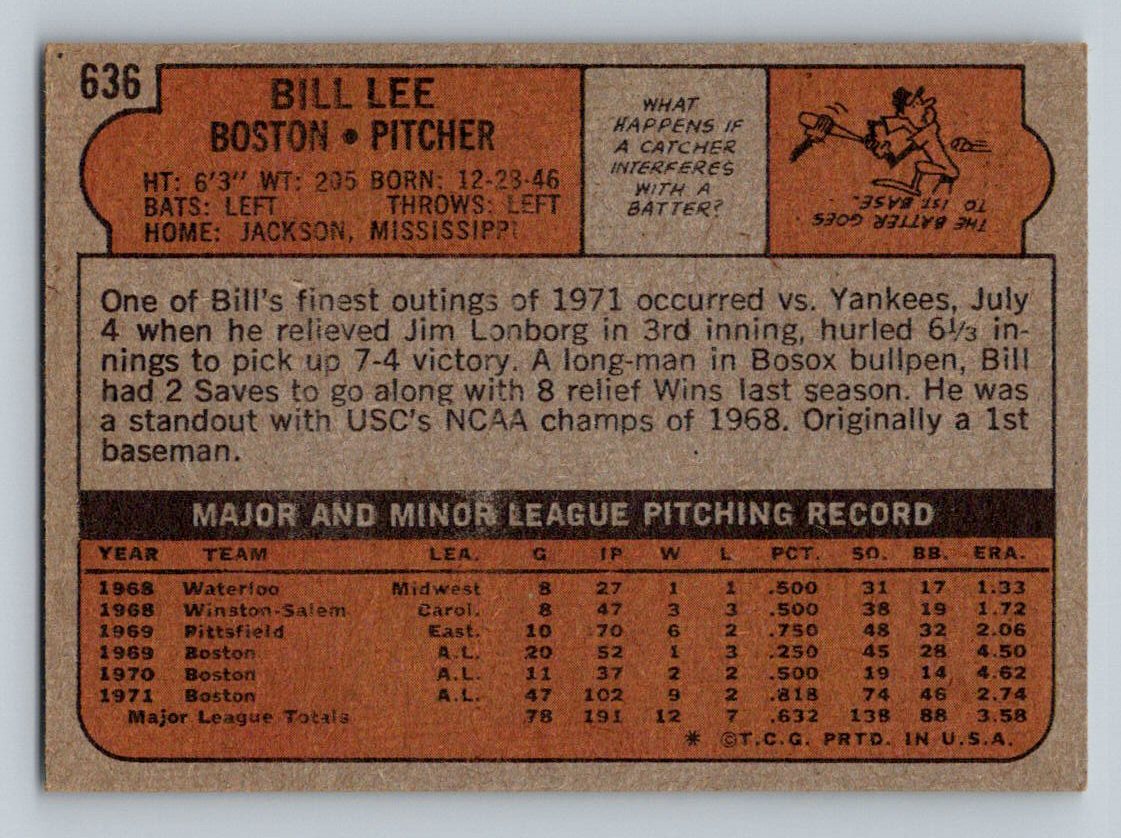 636
BILL LEE
BOSTON • PITCHER
HT: 6'3" WT: 205 BORN: 12-28-46
BATS: LEFT THROWS: LEFT
HOME: JACKSON, MISSISSIPPI
WHAT
HAPPENS IF
A CATCHER
INTERFERES
WITH A
BATTER?
THE BATTER GOES
TO 1ST BASE.
One of Bill's finest outings of 1971 occurred vs. Yankees, July
4 when he relieved Jim Lonborg in 3rd inning, hurled 6⅓ in-
nings to pick up 7-4 victory. A long-man in Bosox bullpen, Bill
had 2 Saves to go along with 8 relief Wins last season. He was
a standout with USC's NCAA champs of 1968. Originally a 1st
baseman.
MAJOR AND MINOR LEAGUE PITCHING RECORD
YEAR TEAM LEA. G IP W L PCT. SO. BB. ERA.
1968 Waterloo Midwest 8 27 1 1 .500 31 17 1.33
1968 Winston-Salem Carol. 8 47 3 3 .500 38 19 1.72
1969 Pittsfield East. 10 70 6 2 .750 48 32 2.06
1969 Boston A.L. 20 52 1 3 .250 45 28 4.50
1970 Boston A.L. 11 37 2 2 .500 19 14 4.62
1971 Boston A.L. 47 102 9 2 .818 74 46 2.74
Major League Totals 78 191 12 7 .632 138 88 3.58
* ©T.C.G. PRTD. IN U.S.A.